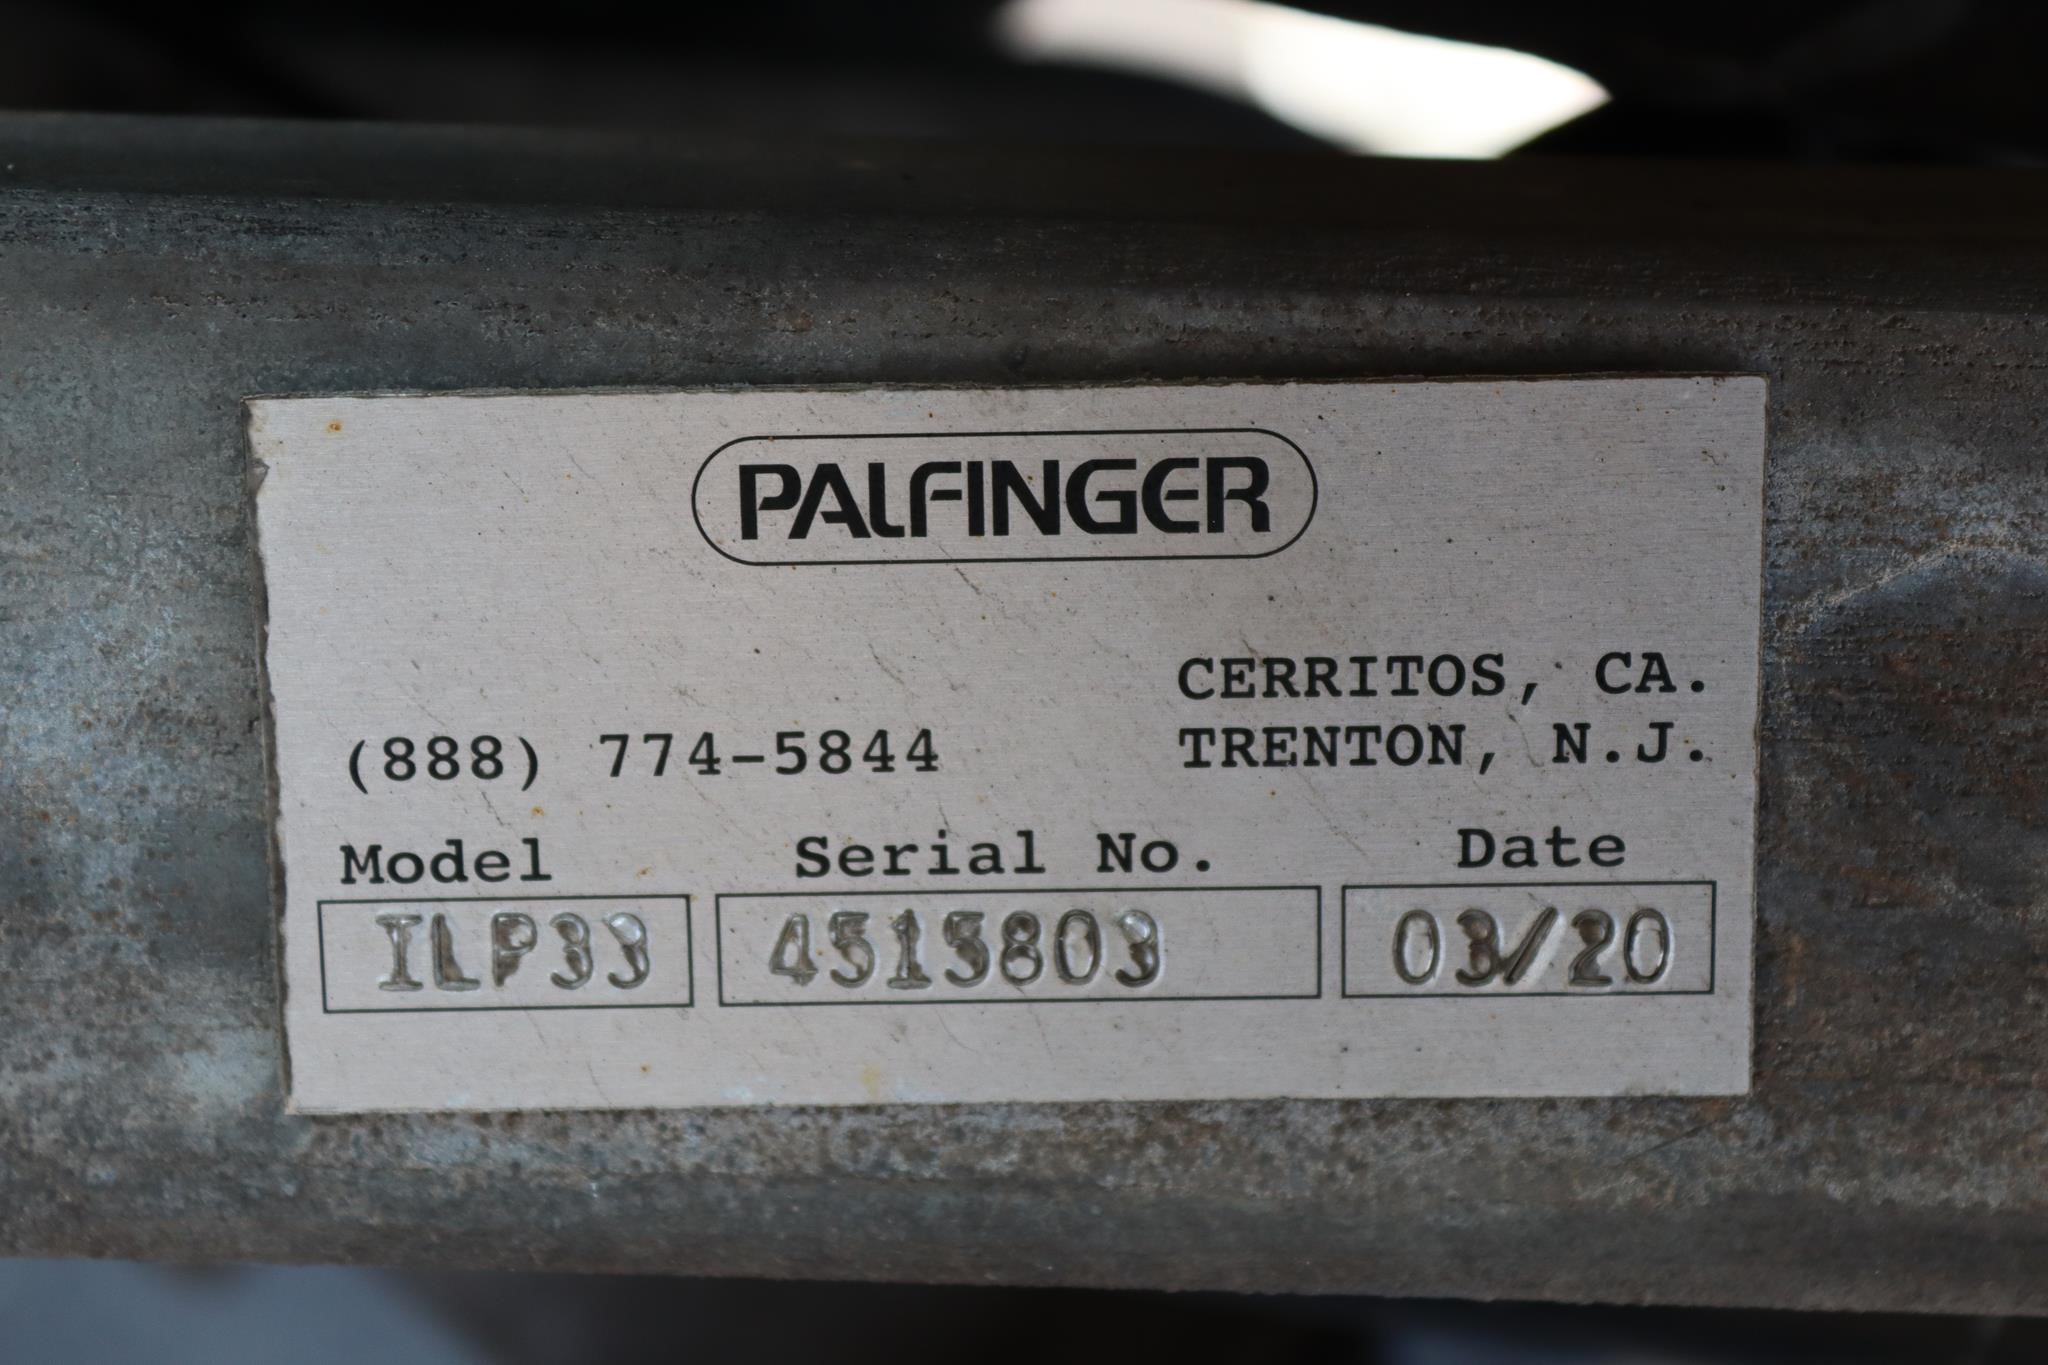 PALFINGER
CERRITOS, CA.
(888) 774-5844 TRENTON, N.J.
Model Serial No. Date
ILP33 4515803 03/20